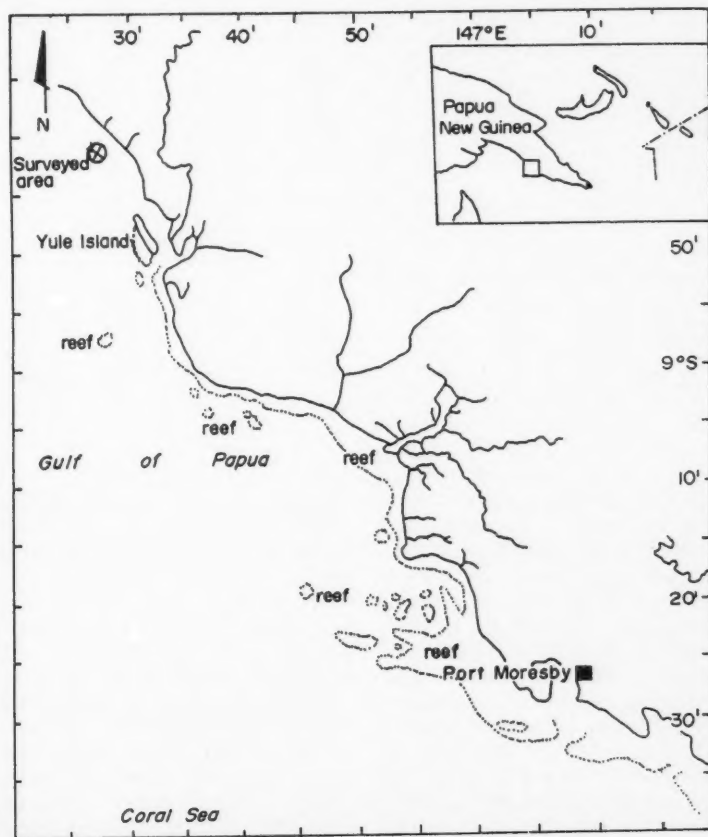 30' 40' 50' 147°E 10'
Papua
New Guinea
N
Surveyed
area
Yule Island
50'
reef
9°S
reef
Gulf of Papua
reef
10'
reef
20'
reef
Port Moresby
30'
Coral Sea